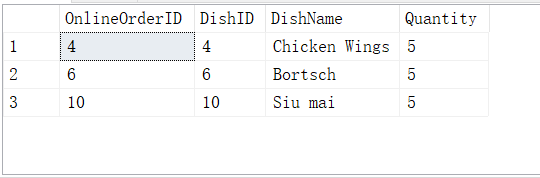 OnlineOrderID DishID DishName Quantity
1 4 4 Chicken Wings 5
2 6 6 Bortsch 5
3 10 10 Siu mai 5